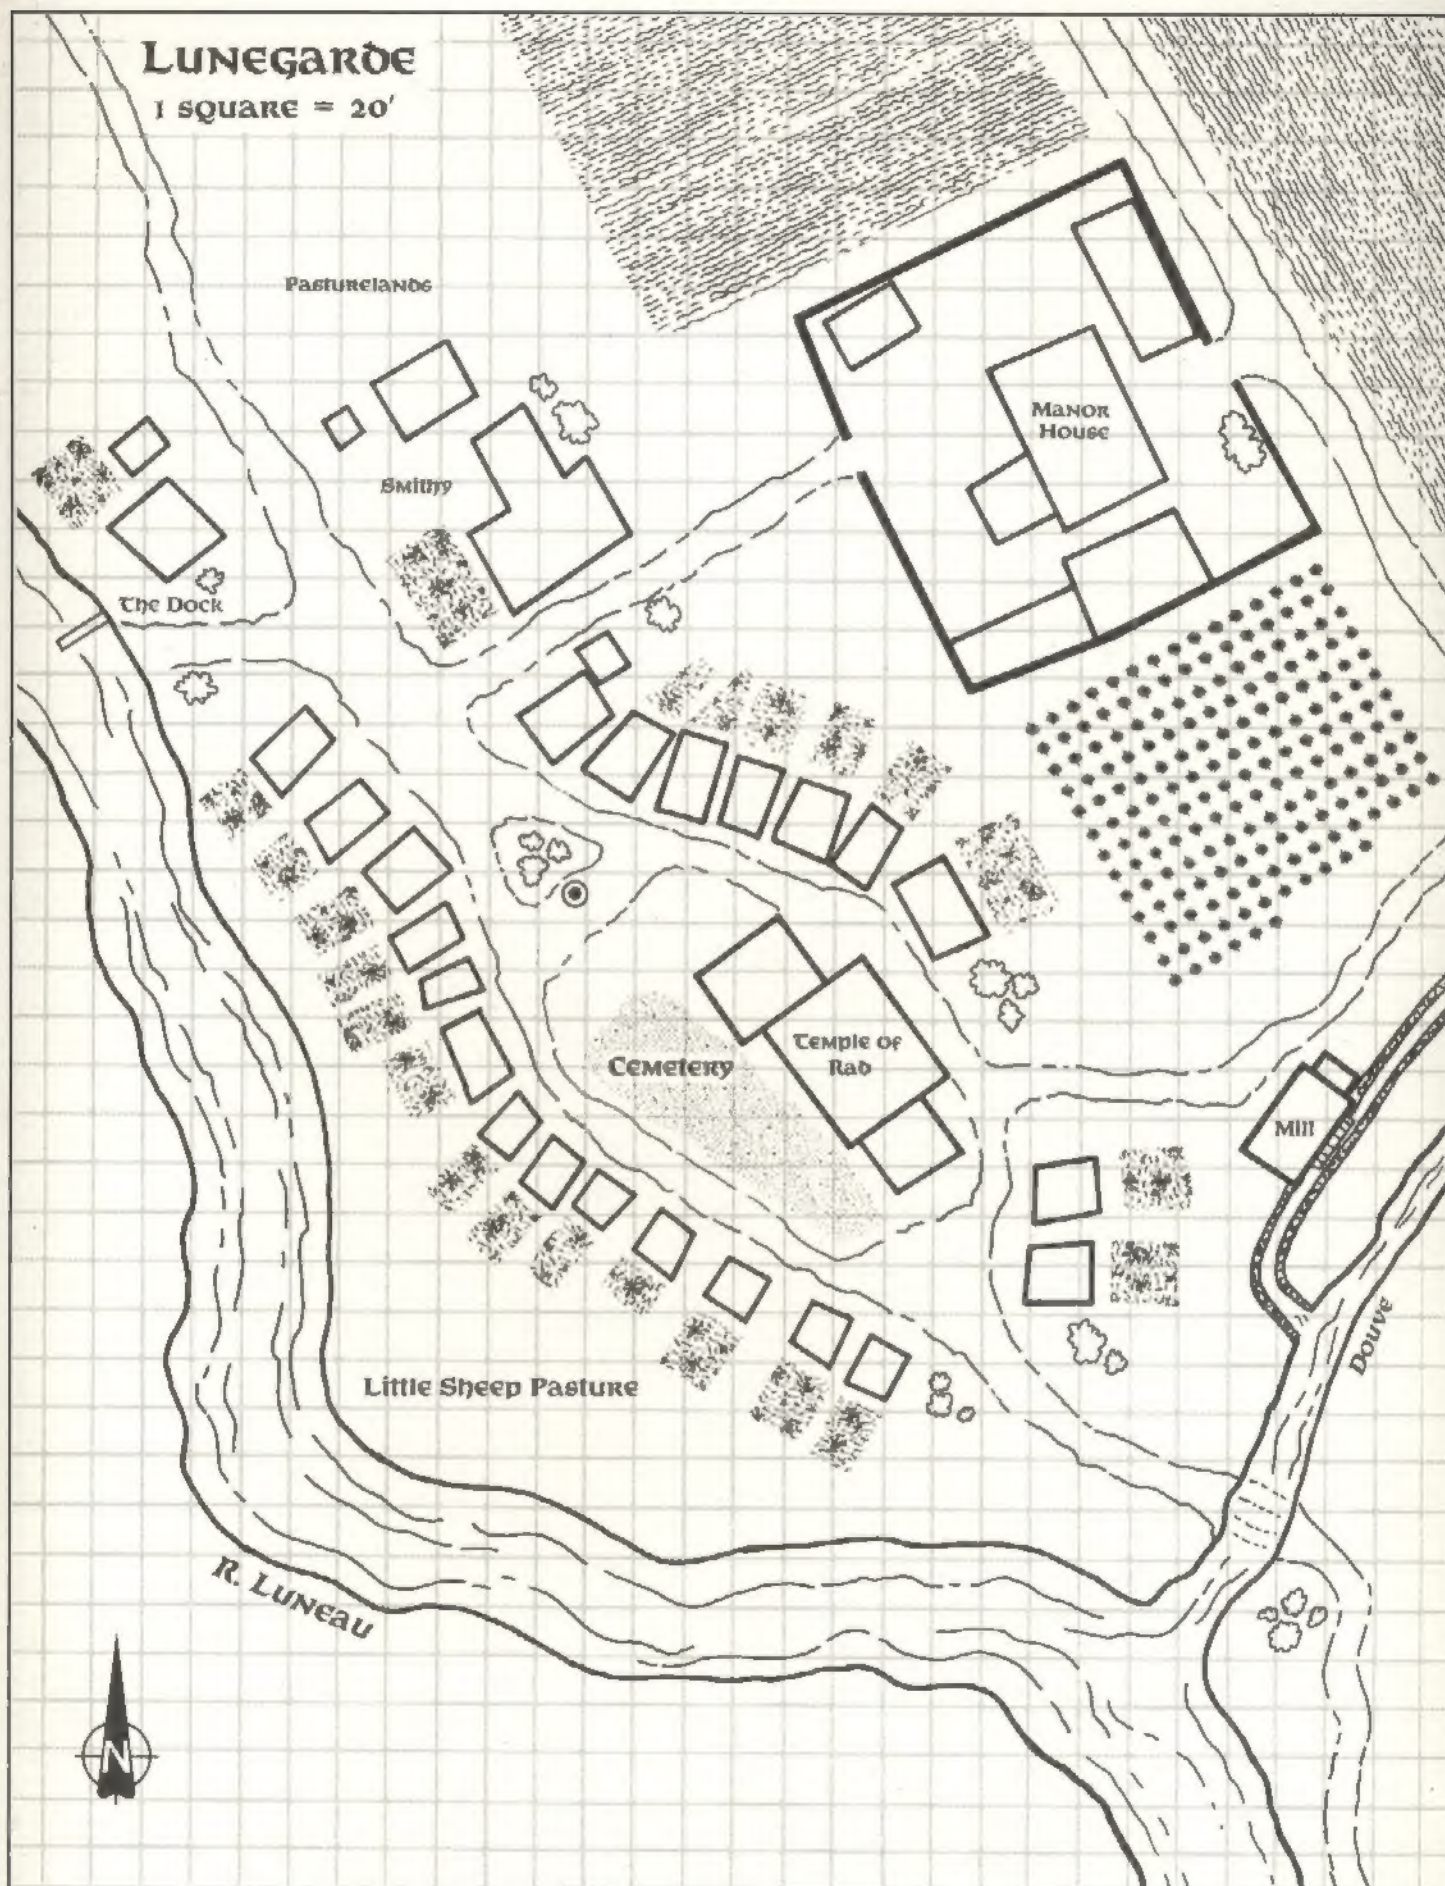 Lunegarde
1 square = 20'
Pasturelands
Manor
House
Smithy
The Dock
Temple of
Rad
Cemetery
Mill
Douve
Little Sheep Pasture
R. Luneau
N